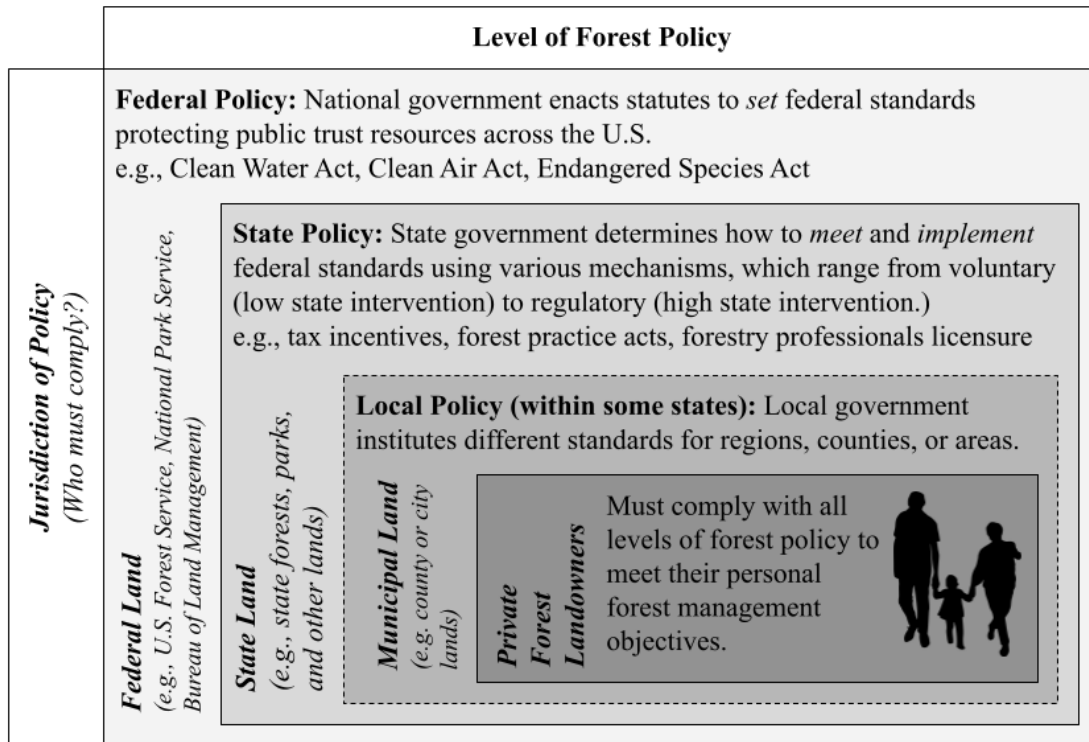 Level of Forest Policy
Jurisdiction of Policy
(Who must comply?)
Federal Policy: National government enacts statutes to set federal standards
protecting public trust resources across the U.S.
e.g., Clean Water Act, Clean Air Act, Endangered Species Act
Federal Land
(e.g., U.S. Forest Service, National Park Service,
Bureau of Land Management)
State Policy: State government determines how to meet and implement
federal standards using various mechanisms, which range from voluntary
(low state intervention) to regulatory (high state intervention.)
e.g., tax incentives, forest practice acts, forestry professionals licensure
State Land
(e.g., state forests, parks,
and other lands)
Local Policy (within some states): Local government
institutes different standards for regions, counties, or areas.
Municipal Land
(e.g. county or city
lands)
Private
Forest
Landowners
Must comply with all
levels of forest policy to
meet their personal
forest management
objectives.